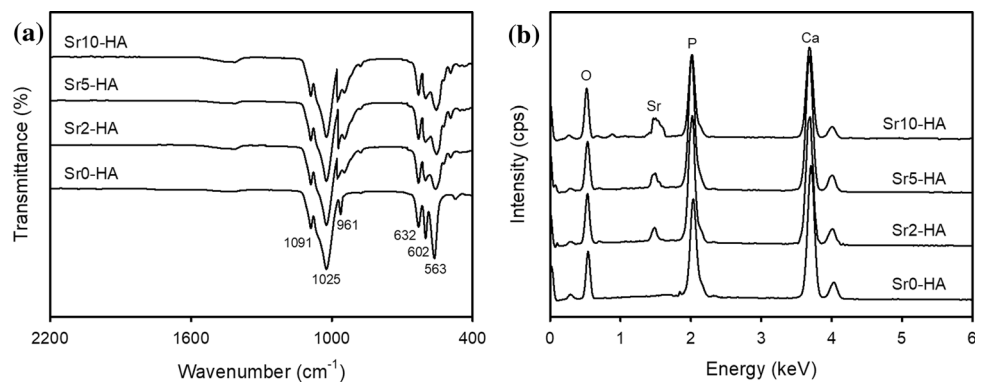 (a)
Sr10-HA
Sr5-HA
Sr2-HA
Sr0-HA
1091
1025
961
632
602
563
Transmittance (%)
2200
1600
1000
400
Wavenumber (cm⁻¹)
(b)
O
Sr
P
Ca
Sr10-HA
Sr5-HA
Sr2-HA
Sr0-HA
Intensity (cps)
0
1
2
3
4
5
6
Energy (keV)